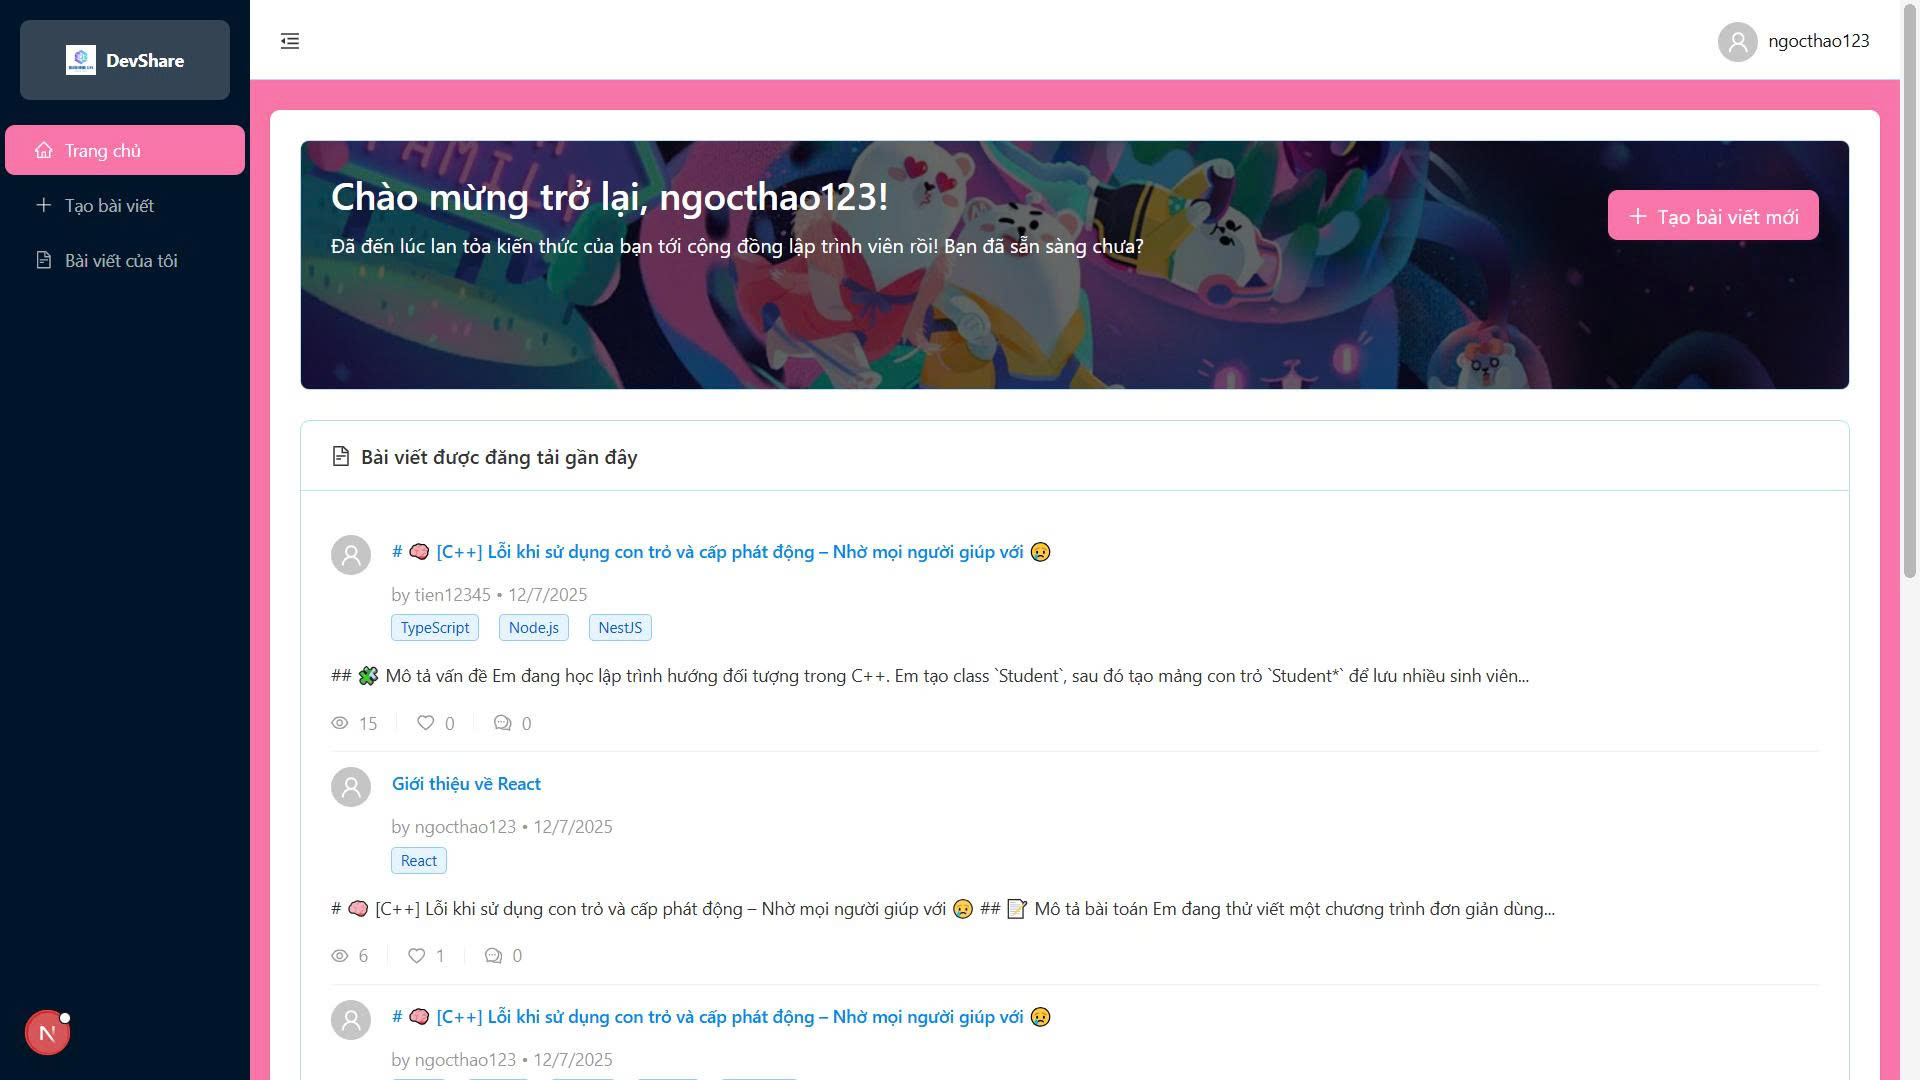 DevShare
ngocthao123
Trang chủ
Tạo bài viết
Bài viết của tôi
FAMILY
Chào mừng trở lại, ngocthao123!
Đã đến lúc lan tỏa kiến thức của bạn tới cộng đồng lập trình viên rồi! Bạn đã sẵn sàng chưa?
Tạo bài viết mới
Bài viết được đăng tải gần đây
# 🧠 [C++] Lỗi khi sử dụng con trỏ và cấp phát động – Nhờ mọi người giúp với 😥
by tien12345 • 12/7/2025
TypeScript Node.js NestJS
## 🧩 Mô tả vấn đề Em đang học lập trình hướng đối tượng trong C++. Em tạo class `Student`, sau đó tạo mảng con trỏ `Student*` để lưu nhiều sinh viên...
15 0 0
Giới thiệu về React
by ngocthao123 • 12/7/2025
React
# 🧠 [C++] Lỗi khi sử dụng con trỏ và cấp phát động – Nhờ mọi người giúp với 😥 ## 📝 Mô tả bài toán Em đang thử viết một chương trình đơn giản dùng...
6 1 0
# 🧠 [C++] Lỗi khi sử dụng con trỏ và cấp phát động – Nhờ mọi người giúp với 😥
by ngocthao123 • 12/7/2025
N